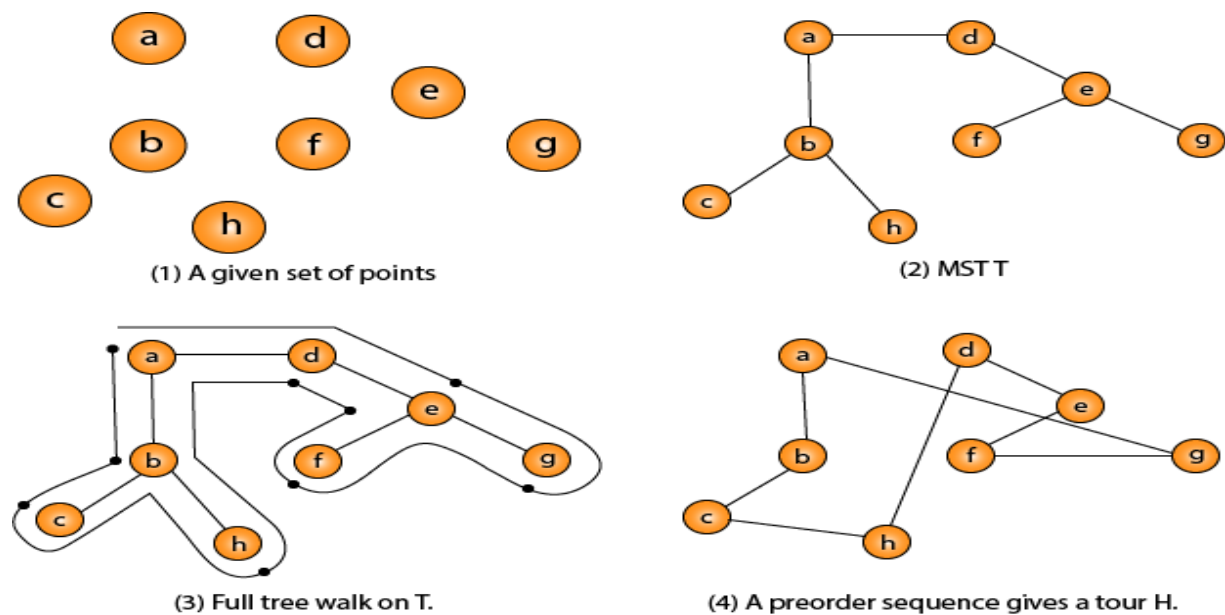 a
d
e
b
f
g
c
h
(1) A given set of points
a
d
e
f
g
b
c
h
(2) MST T
a
d
e
b
f
g
c
h
(3) Full tree walk on T.
a
d
e
b
f
g
c
h
(4) A preorder sequence gives a tour H.